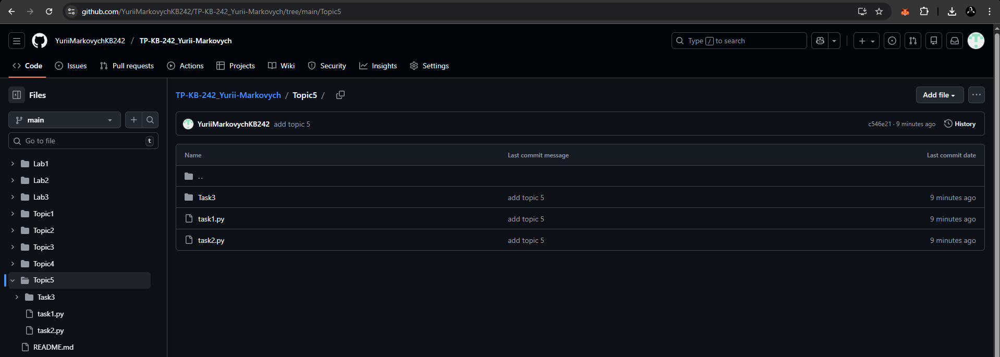 github.com/YuriiMarkovychKB242/TP-KB-242_Yurii-Markovych/tree/main/Topic5
YuriiMarkovychKB242 / TP-KB-242_Yurii-Markovych
Type / to search
Code Issues Pull requests Actions Projects Wiki Security Insights Settings
Files
main
Go to file t
Lab1
Lab2
Lab3
Topic1
Topic2
Topic3
Topic4
Topic5
Task3
task1.py
task2.py
README.md
TP-KB-242_Yurii-Markovych / Topic5 /
Add file
YuriiMarkovychKB242 add topic 5 c546e21 · 9 minutes ago History
Name Last commit message Last commit date
..
Task3 add topic 5 9 minutes ago
task1.py add topic 5 9 minutes ago
task2.py add topic 5 9 minutes ago